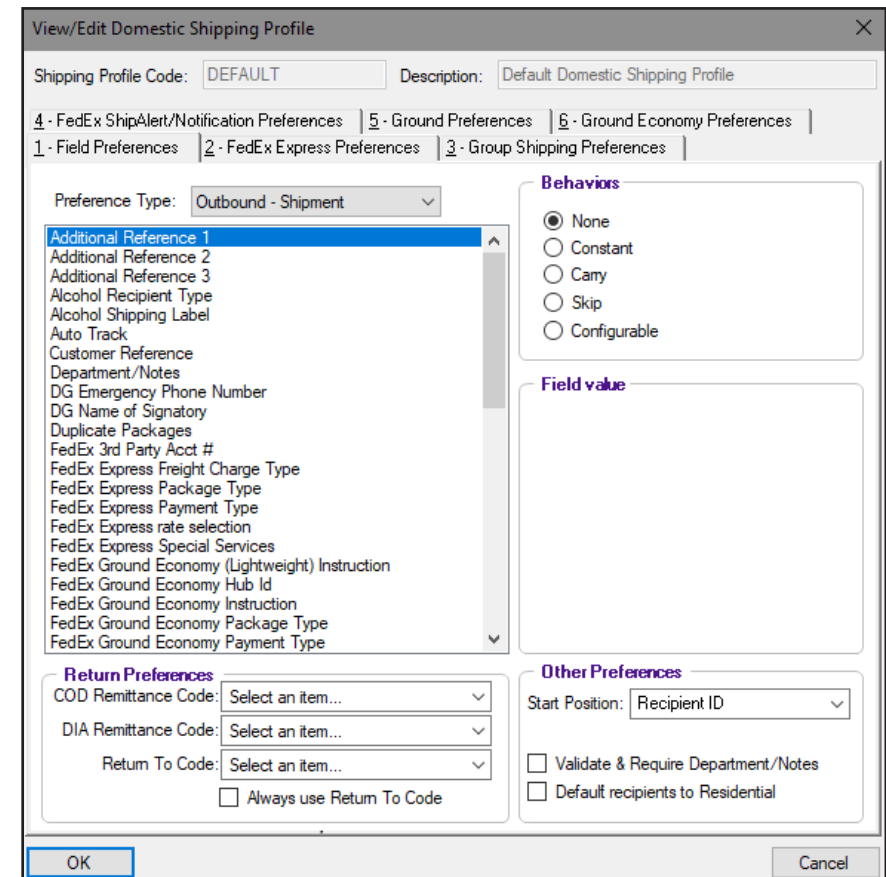 View/Edit Domestic Shipping Profile
Shipping Profile Code: DEFAULT Description: Default Domestic Shipping Profile
4 - FedEx ShipAlert/Notification Preferences 5 - Ground Preferences 6 - Ground Economy Preferences
1 - Field Preferences 2 - FedEx Express Preferences 3 - Group Shipping Preferences
Preference Type: Outbound - Shipment
Additional Reference 1
Additional Reference 2
Additional Reference 3
Alcohol Recipient Type
Alcohol Shipping Label
Auto Track
Customer Reference
Department/Notes
DG Emergency Phone Number
DG Name of Signatory
Duplicate Packages
FedEx 3rd Party Acct #
FedEx Express Freight Charge Type
FedEx Express Package Type
FedEx Express Payment Type
FedEx Express rate selection
FedEx Express Special Services
FedEx Ground Economy (Lightweight) Instruction
FedEx Ground Economy Hub Id
FedEx Ground Economy Instruction
FedEx Ground Economy Package Type
FedEx Ground Economy Payment Type
Behaviors
None
Constant
Carry
Skip
Configurable
Field value
Return Preferences
COD Remittance Code: Select an item...
DIA Remittance Code: Select an item...
Return To Code: Select an item...
Always use Return To Code
Other Preferences
Start Position: Recipient ID
Validate & Require Department/Notes
Default recipients to Residential
OK Cancel